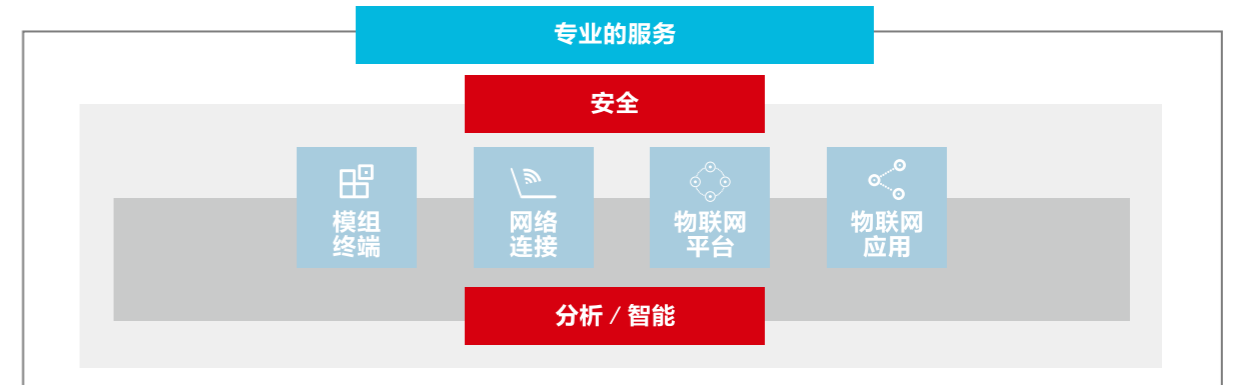 专业的服务
安全
模组
终端
网络
连接
物联网
平台
物联网
应用
分析 / 智能